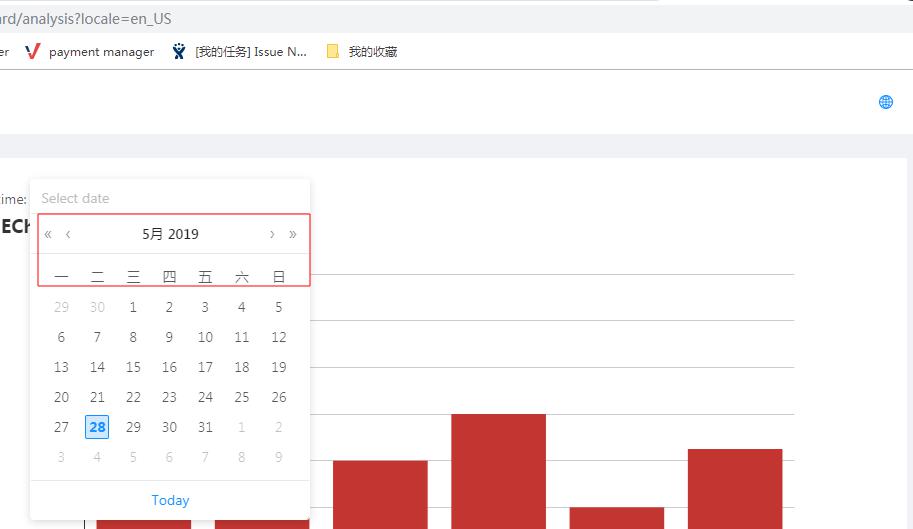 ard/analysis?locale=en_US
er payment manager [我的任务] Issue N... 我的收藏
ime: Select date
ECh
« ‹ 5月 2019 › »
一 二 三 四 五 六 日
29 30 1 2 3 4 5
6 7 8 9 10 11 12
13 14 15 16 17 18 19
20 21 22 23 24 25 26
27 28 29 30 31 1 2
3 4 5 6 7 8 9
Today